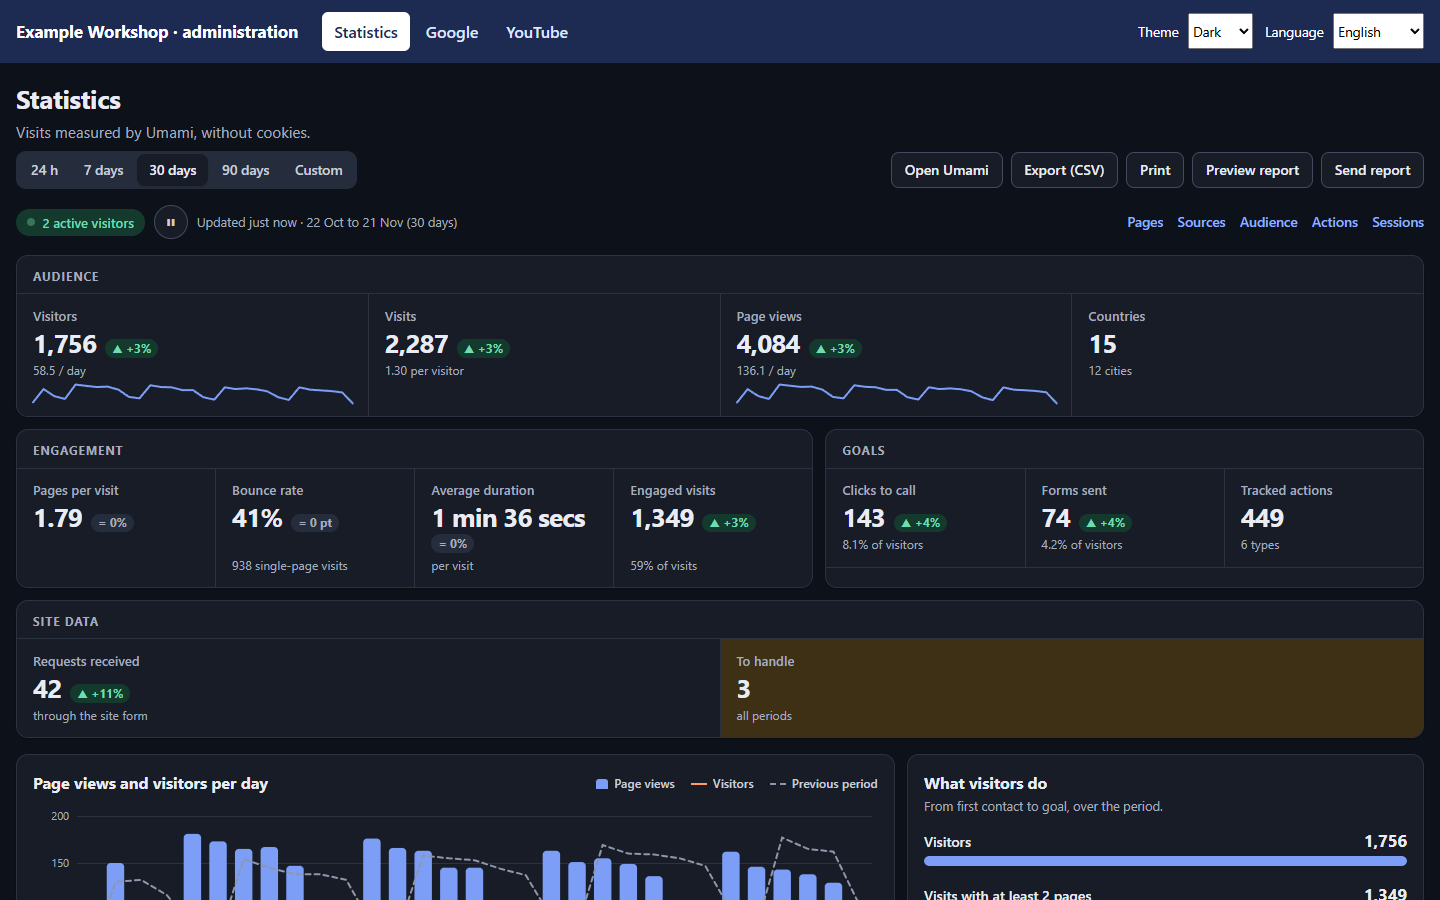 Example Workshop · administration
Statistics
Google
YouTube
Theme
Dark
Language
English
Statistics
Visits measured by Umami, without cookies.
24 h
7 days
30 days
90 days
Custom
Open Umami
Export (CSV)
Print
Preview report
Send report
2 active visitors
Updated just now · 22 Oct to 21 Nov (30 days)
Pages
Sources
Audience
Actions
Sessions
AUDIENCE
Visitors
1,756 ▲ +3%
58.5 / day
Visits
2,287 ▲ +3%
1.30 per visitor
Page views
4,084 ▲ +3%
136.1 / day
Countries
15
12 cities
ENGAGEMENT
Pages per visit
1.79 = 0%
Bounce rate
41% = 0 pt
938 single-page visits
Average duration
1 min 36 secs
= 0%
per visit
Engaged visits
1,349 ▲ +3%
59% of visits
GOALS
Clicks to call
143 ▲ +4%
8.1% of visitors
Forms sent
74 ▲ +4%
4.2% of visitors
Tracked actions
449
6 types
SITE DATA
Requests received
42 ▲ +11%
through the site form
To handle
3
all periods
Page views and visitors per day
Page views
Visitors
Previous period
200
150
What visitors do
From first contact to goal, over the period.
Visitors 1,756
Visits with at least 2 pages 1,349